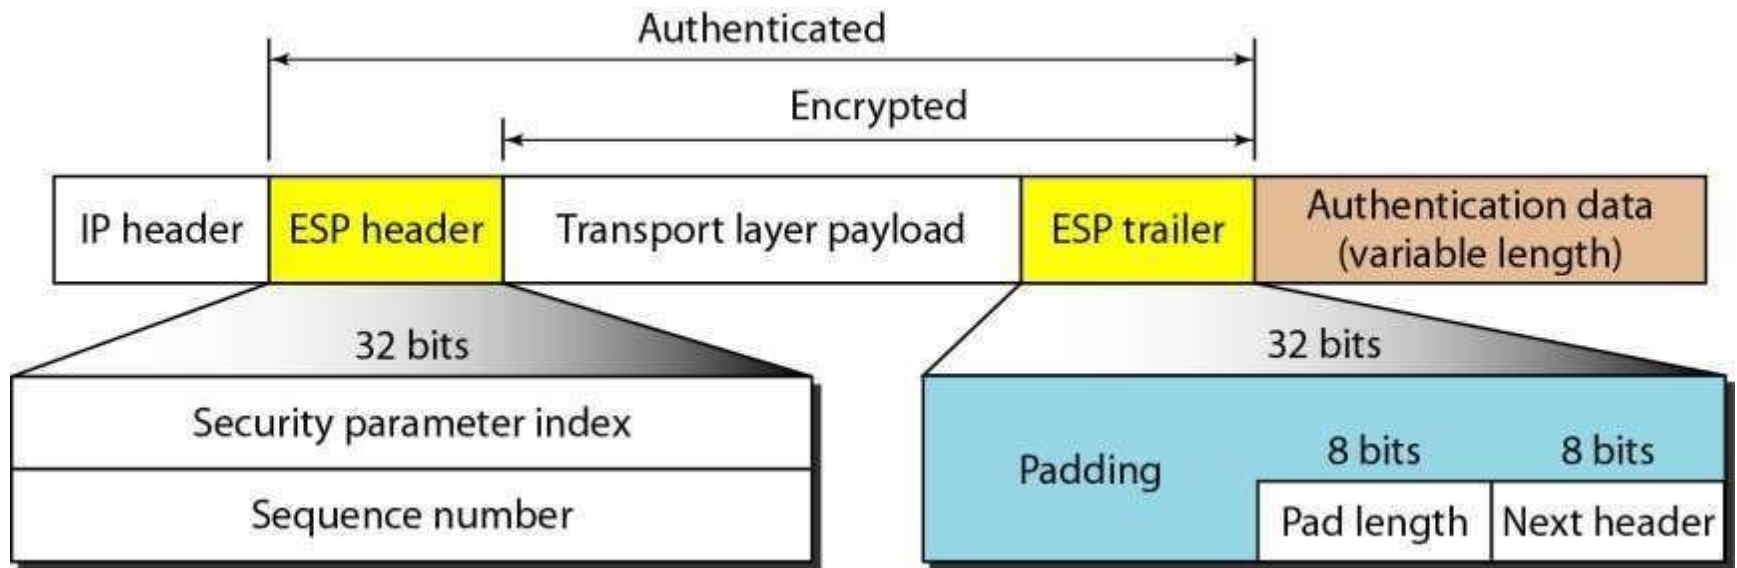 Authenticated
Encrypted
IP header
ESP header
Transport layer payload
ESP trailer
Authentication data
(variable length)
32 bits
32 bits
Security parameter index
Sequence number
Padding
8 bits
8 bits
Pad length
Next header